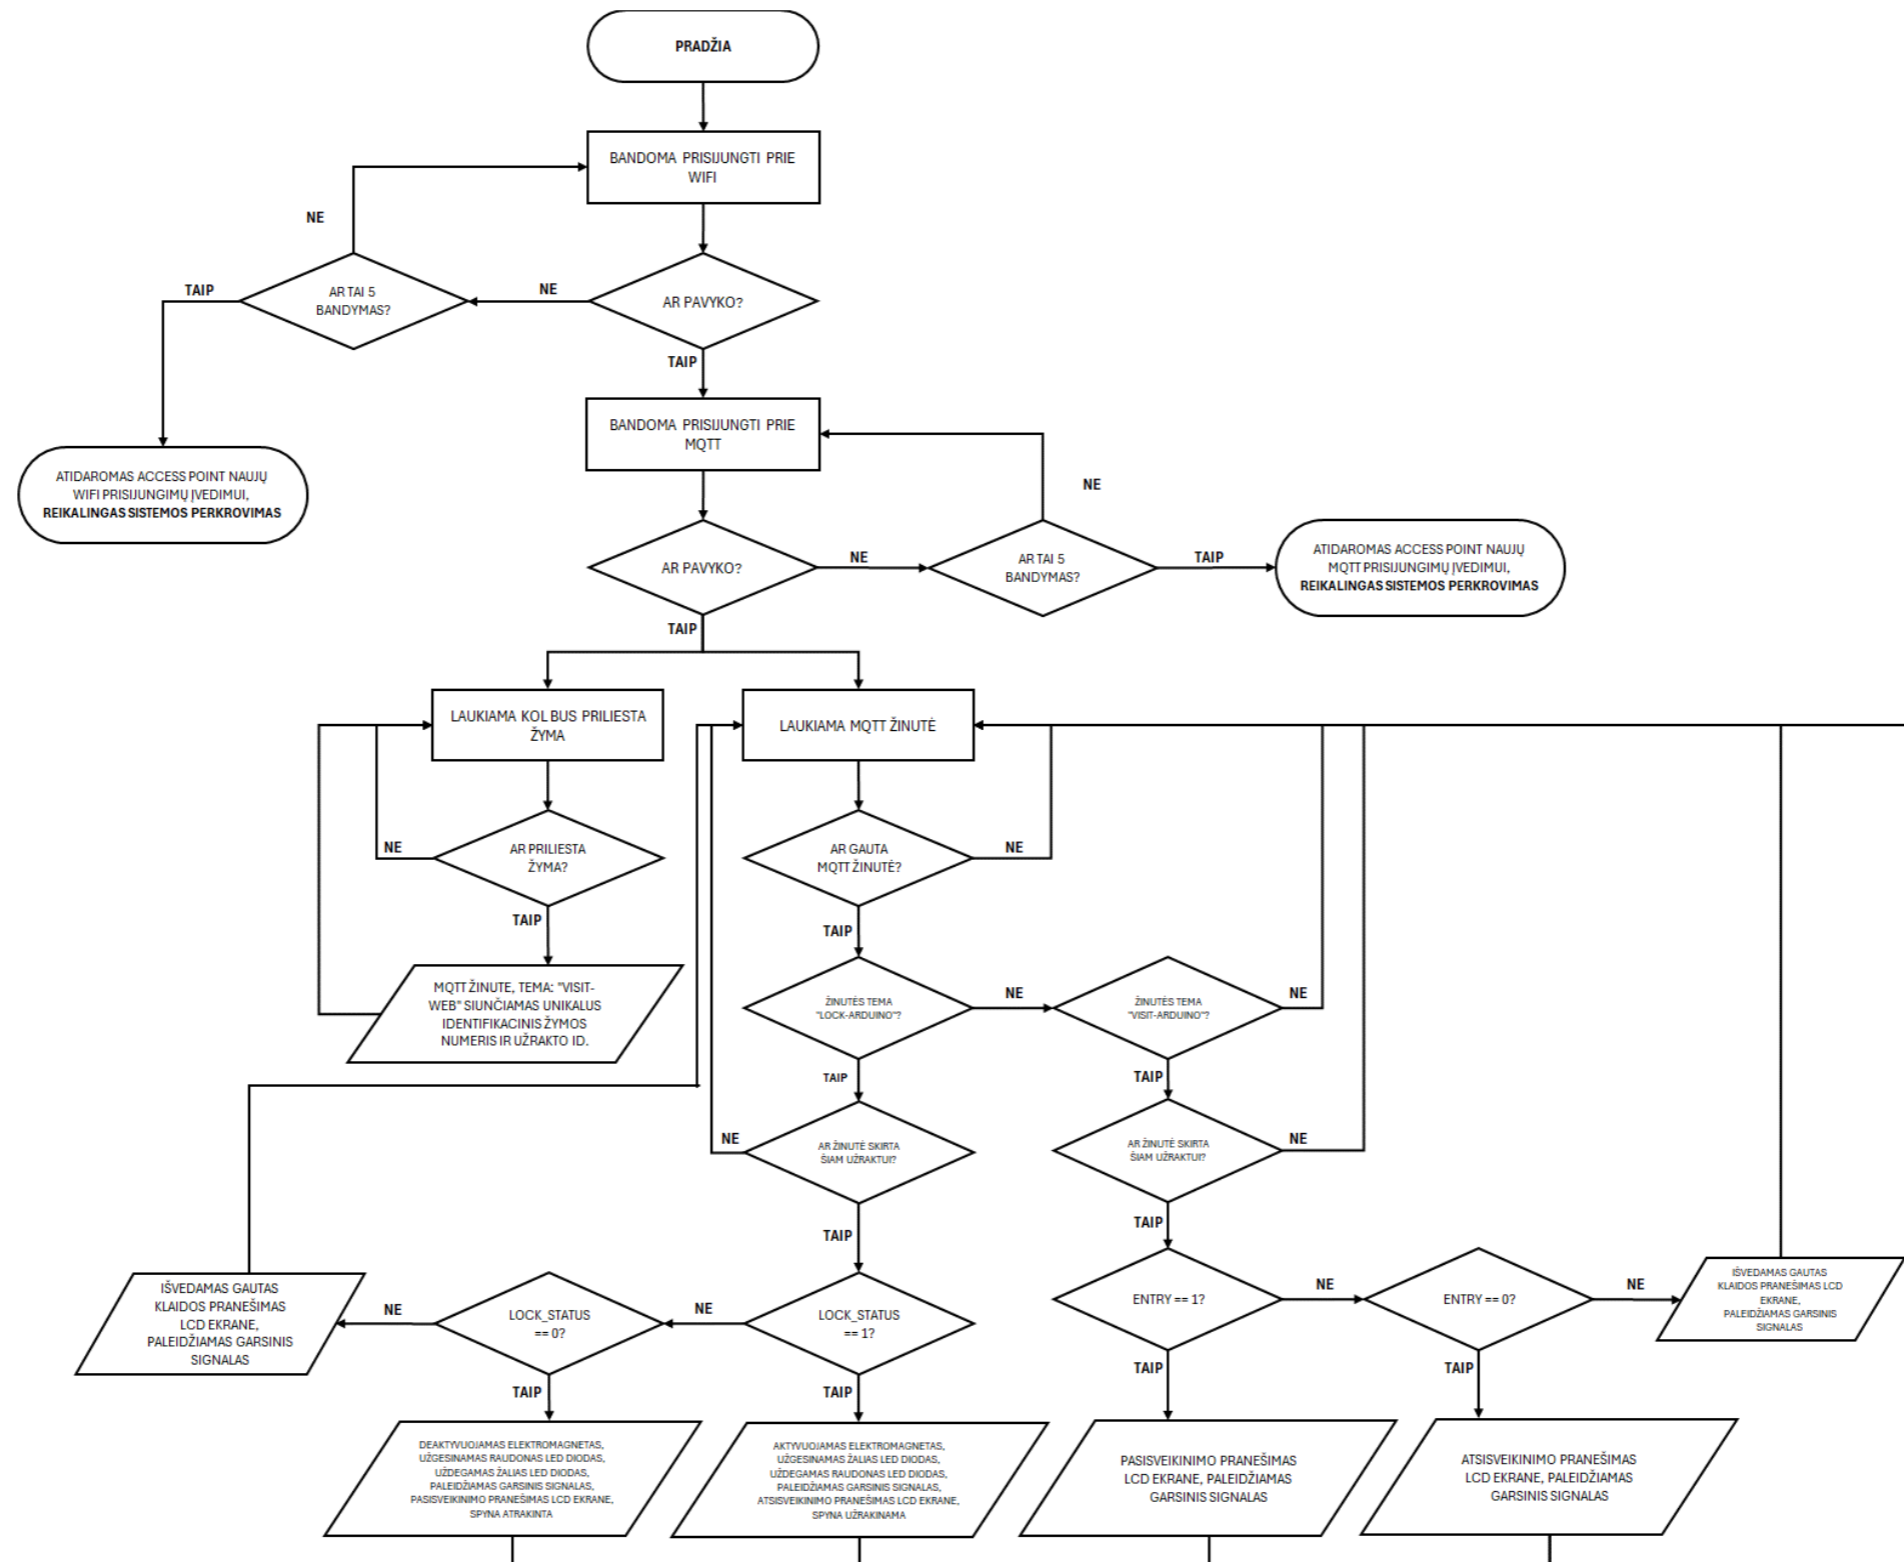 PRADŽIA
BANDOMA PRISIJUNGTI PRIE
WIFI
NE
TAIP
AR TAI 5
BANDYMAS?
NE
AR PAVYKO?
TAIP
BANDOMA PRISIJUNGTI PRIE
MQTT
ATIDAROMAS ACCESS POINT NAUJŲ
WIFI PRISIJUNGIMŲ ĮVEDIMUI,
REIKALINGAS SISTEMOS PERKROVIMAS
NE
AR PAVYKO?
NE
AR TAI 5
BANDYMAS?
TAIP
ATIDAROMAS ACCESS POINT NAUJŲ
MQTT PRISIJUNGIMŲ ĮVEDIMUI,
REIKALINGAS SISTEMOS PERKROVIMAS
TAIP
LAUKIAMA KOL BUS PRILIESTA
ŽYMA
LAUKIAMA MQTT ŽINUTĖ
NE
AR PRILIESTA
ŽYMA?
AR GAUTA
MQTT ŽINUTĖ?
NE
TAIP
TAIP
MQTT ŽINUTE, TEMA: "VISIT-
WEB" SIUNČIAMAS UNIKALUS
IDENTIFIKACINIS ŽYMOS
NUMERIS IR UŽRAKTO ID.
ŽINUTĖS TEMA
"LOCK-ARDUINO"?
NE
ŽINUTĖS TEMA
"VISIT-ARDUINO"?
NE
TAIP
TAIP
NE
AR ŽINUTĖ SKIRTA
ŠIAM UŽRAKTUI?
AR ŽINUTĖ SKIRTA
ŠIAM UŽRAKTUI?
NE
TAIP
TAIP
IŠVEDAMAS GAUTAS
KLAIDOS PRANEŠIMAS
LCD EKRANE,
PALEIDŽIAMAS GARSINIS
SIGNALAS
NE
LOCK_STATUS
== 0?
NE
LOCK_STATUS
== 1?
ENTRY == 1?
NE
ENTRY == 0?
NE
IŠVEDAMAS GAUTAS
KLAIDOS PRANEŠIMAS LCD
EKRANE,
PALEIDŽIAMAS GARSINIS
SIGNALAS
TAIP
TAIP
TAIP
TAIP
DEAKTYVUOJAMAS ELEKTROMAGNETAS,
UŽGESINAMAS RAUDONAS LED DIODAS,
UŽDEGAMAS ŽALIAS LED DIODAS,
PALEIDŽIAMAS GARSINIS SIGNALAS,
PASISVEIKINIMO PRANEŠIMAS LCD EKRANE,
SPYNA ATRAKINTA
AKTYVUOJAMAS ELEKTROMAGNETAS,
UŽGESINAMAS ŽALIAS LED DIODAS,
UŽDEGAMAS RAUDONAS LED DIODAS,
PALEIDŽIAMAS GARSINIS SIGNALAS,
ATSISVEIKINIMO PRANEŠIMAS LCD EKRANE,
SPYNA UŽRAKINAMA
PASISVEIKINIMO PRANEŠIMAS
LCD EKRANE, PALEIDŽIAMAS
GARSINIS SIGNALAS
ATSISVEIKINIMO PRANEŠIMAS
LCD EKRANE, PALEIDŽIAMAS
GARSINIS SIGNALAS